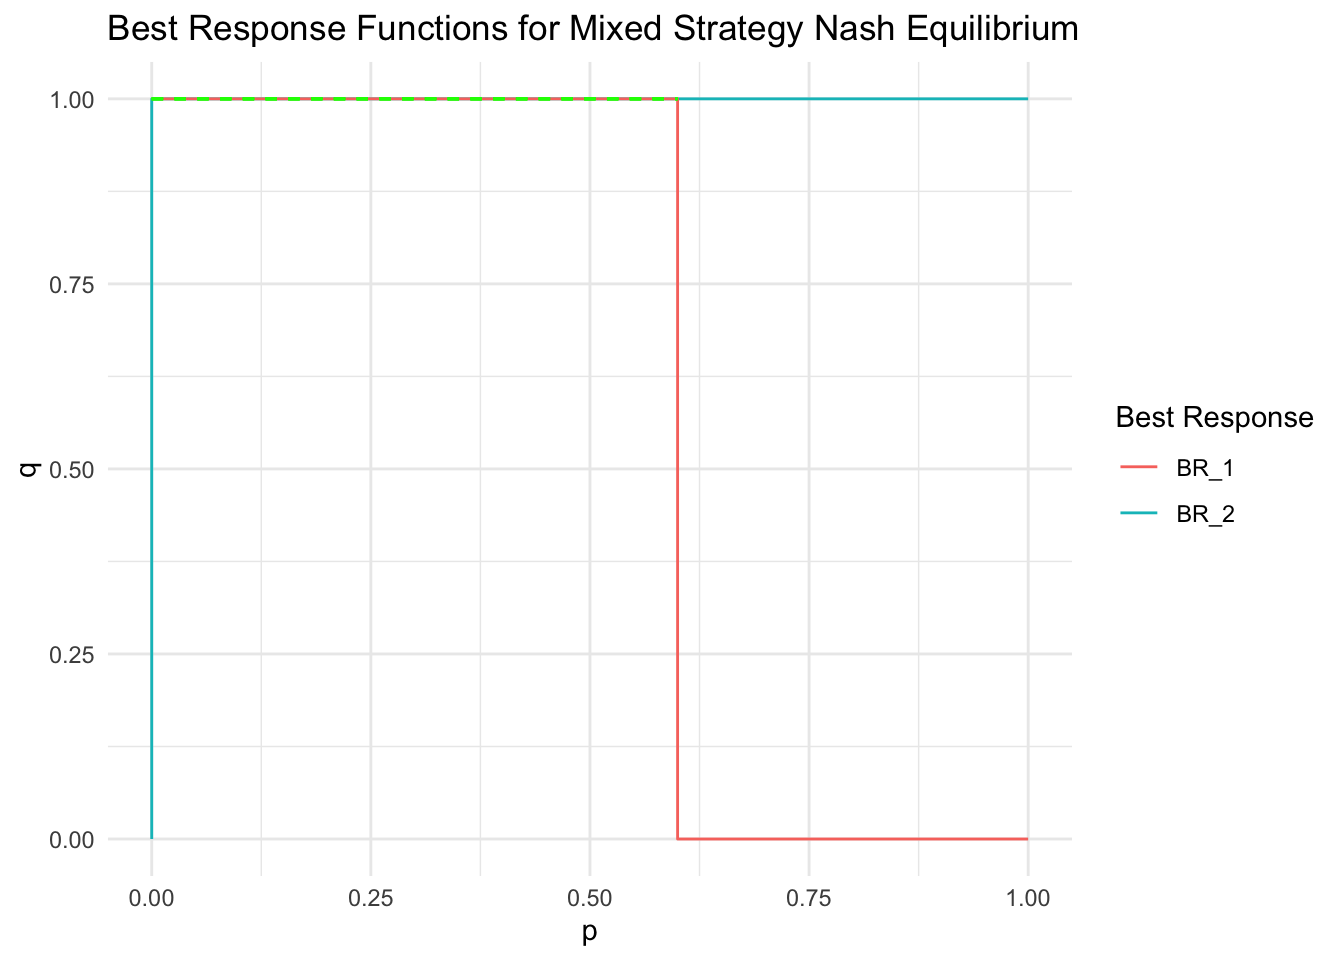 Best Response Functions for Mixed Strategy Nash Equilibrium
1.00
0.75
0.50
0.25
0.00
q
0.00 0.25 0.50 0.75 1.00
p
Best Response
BR_1
BR_2